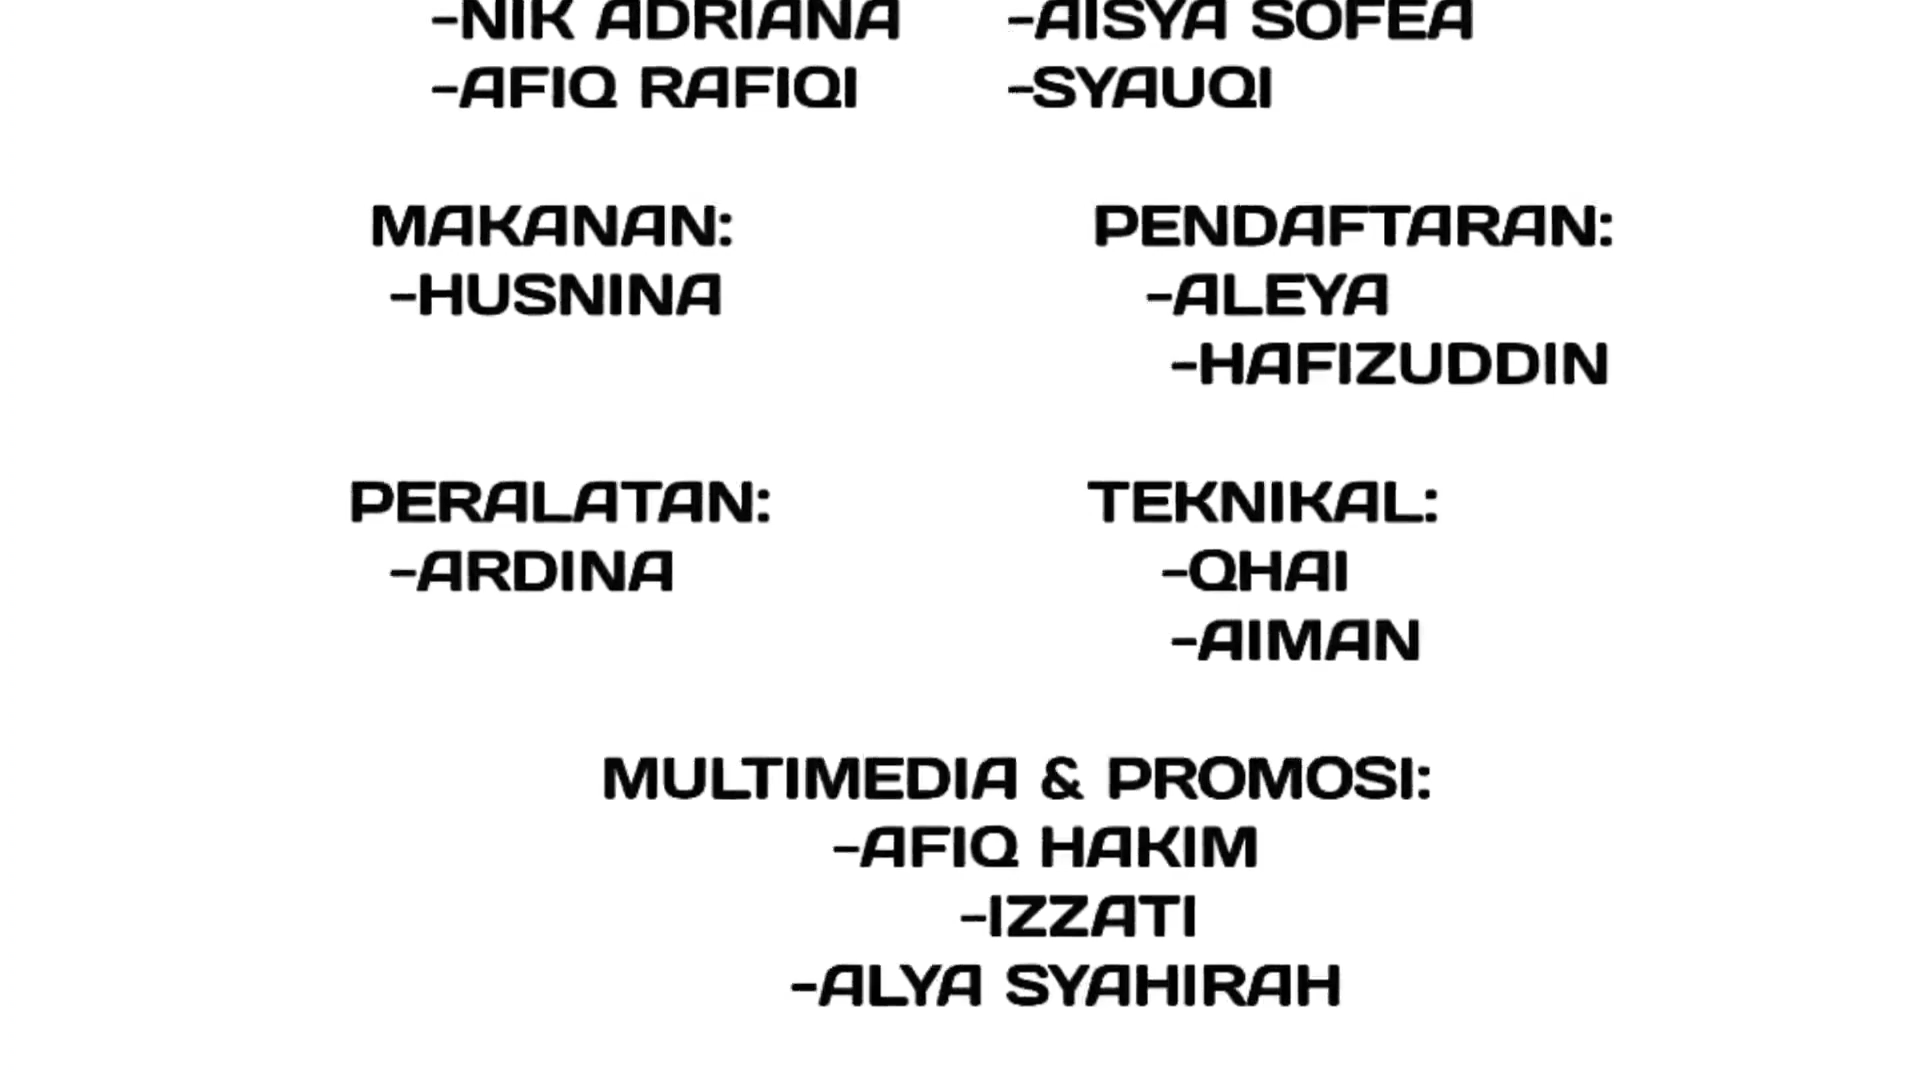 -NIK ADRIANA -AISYA SOFEA
-AFIQ RAFIQI -SYAUQI
MAKANAN: PENDAFTARAN:
-HUSNINA -ALEYA
-HAFIZUDDIN
PERALATAN: TEKNIKAL:
-ARDINA -QHAI
-AIMAN
MULTIMEDIA & PROMOSI:
-AFIQ HAKIM
-IZZATI
-ALYA SYAHIRAH